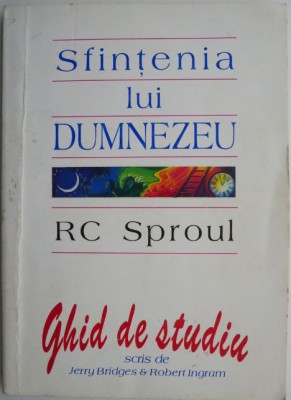 Sfințenia
lui
DUMNEZEU
RC Sproul
Ghid de studiu
scris de
Jerry Bridges & Robert Ingram